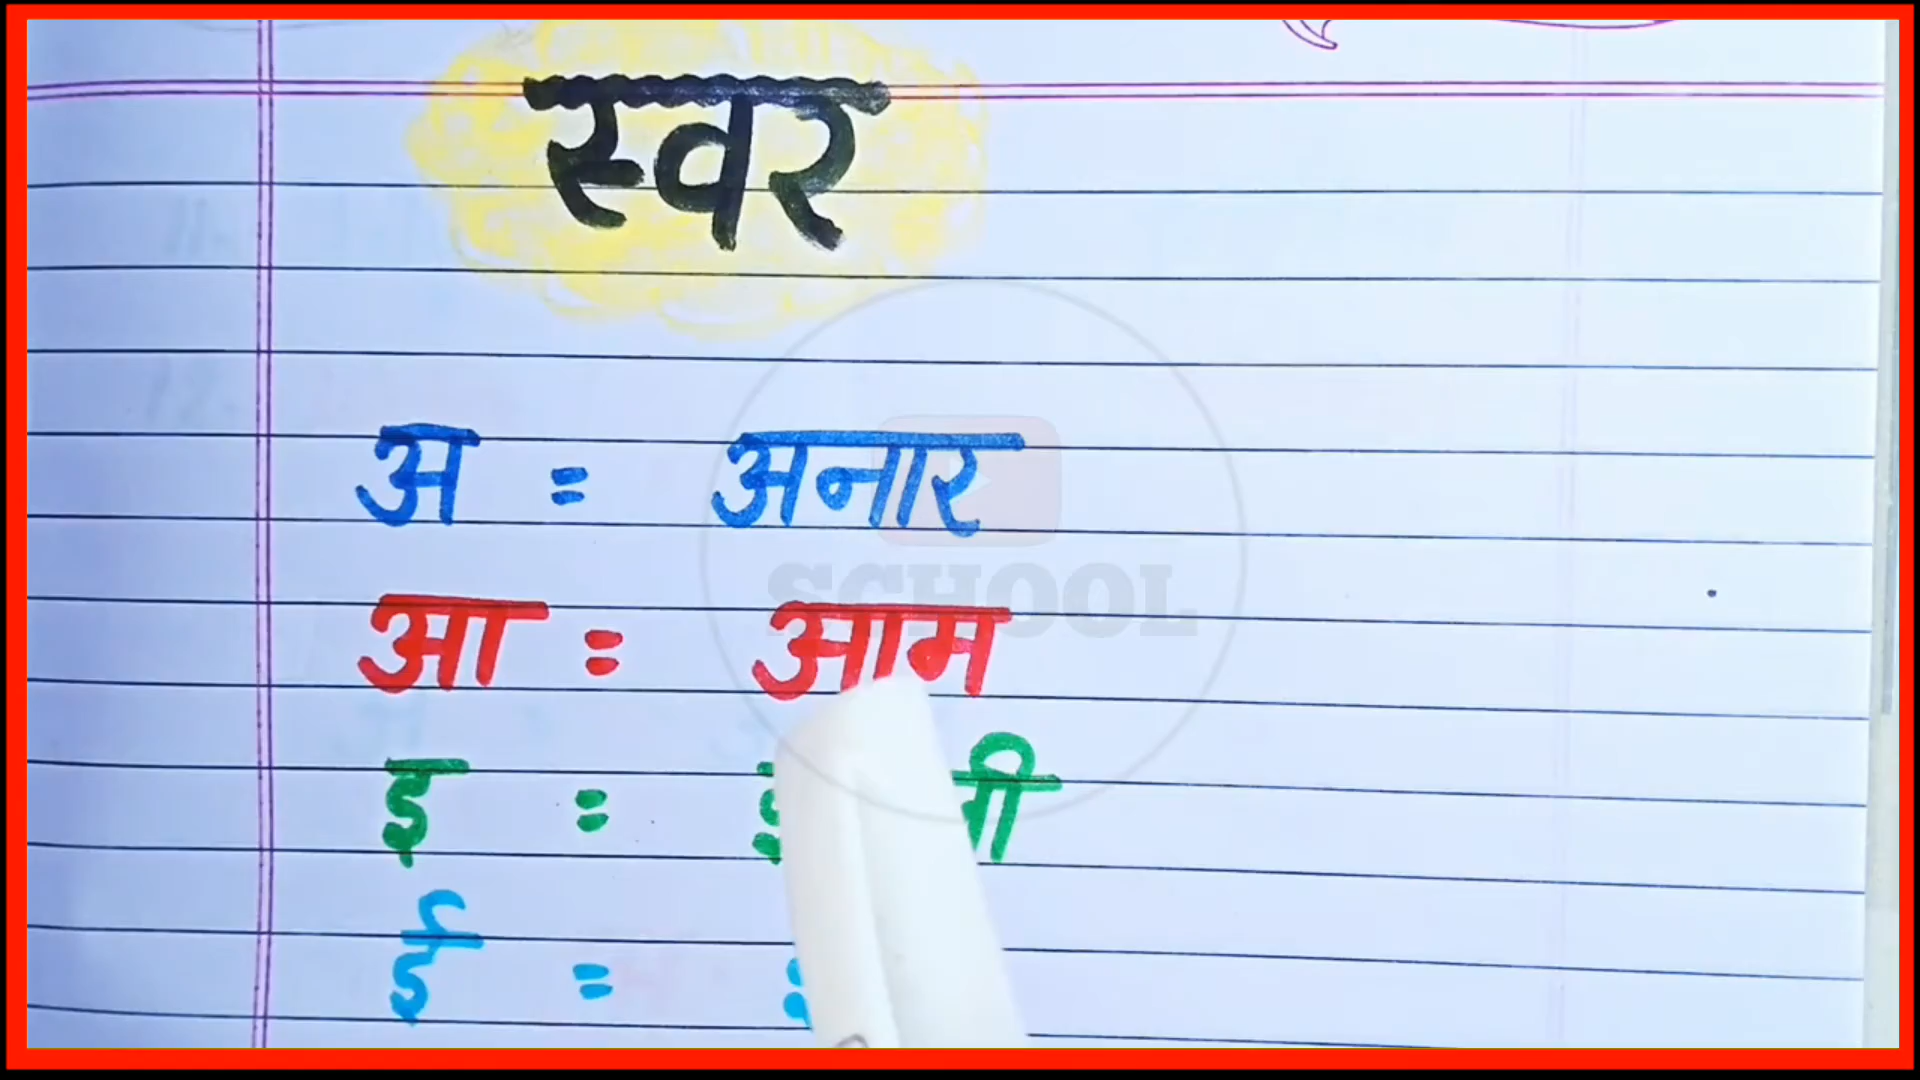 स्वर
अ = अनार
SCHOOL
आ = आम
इ =
ई =